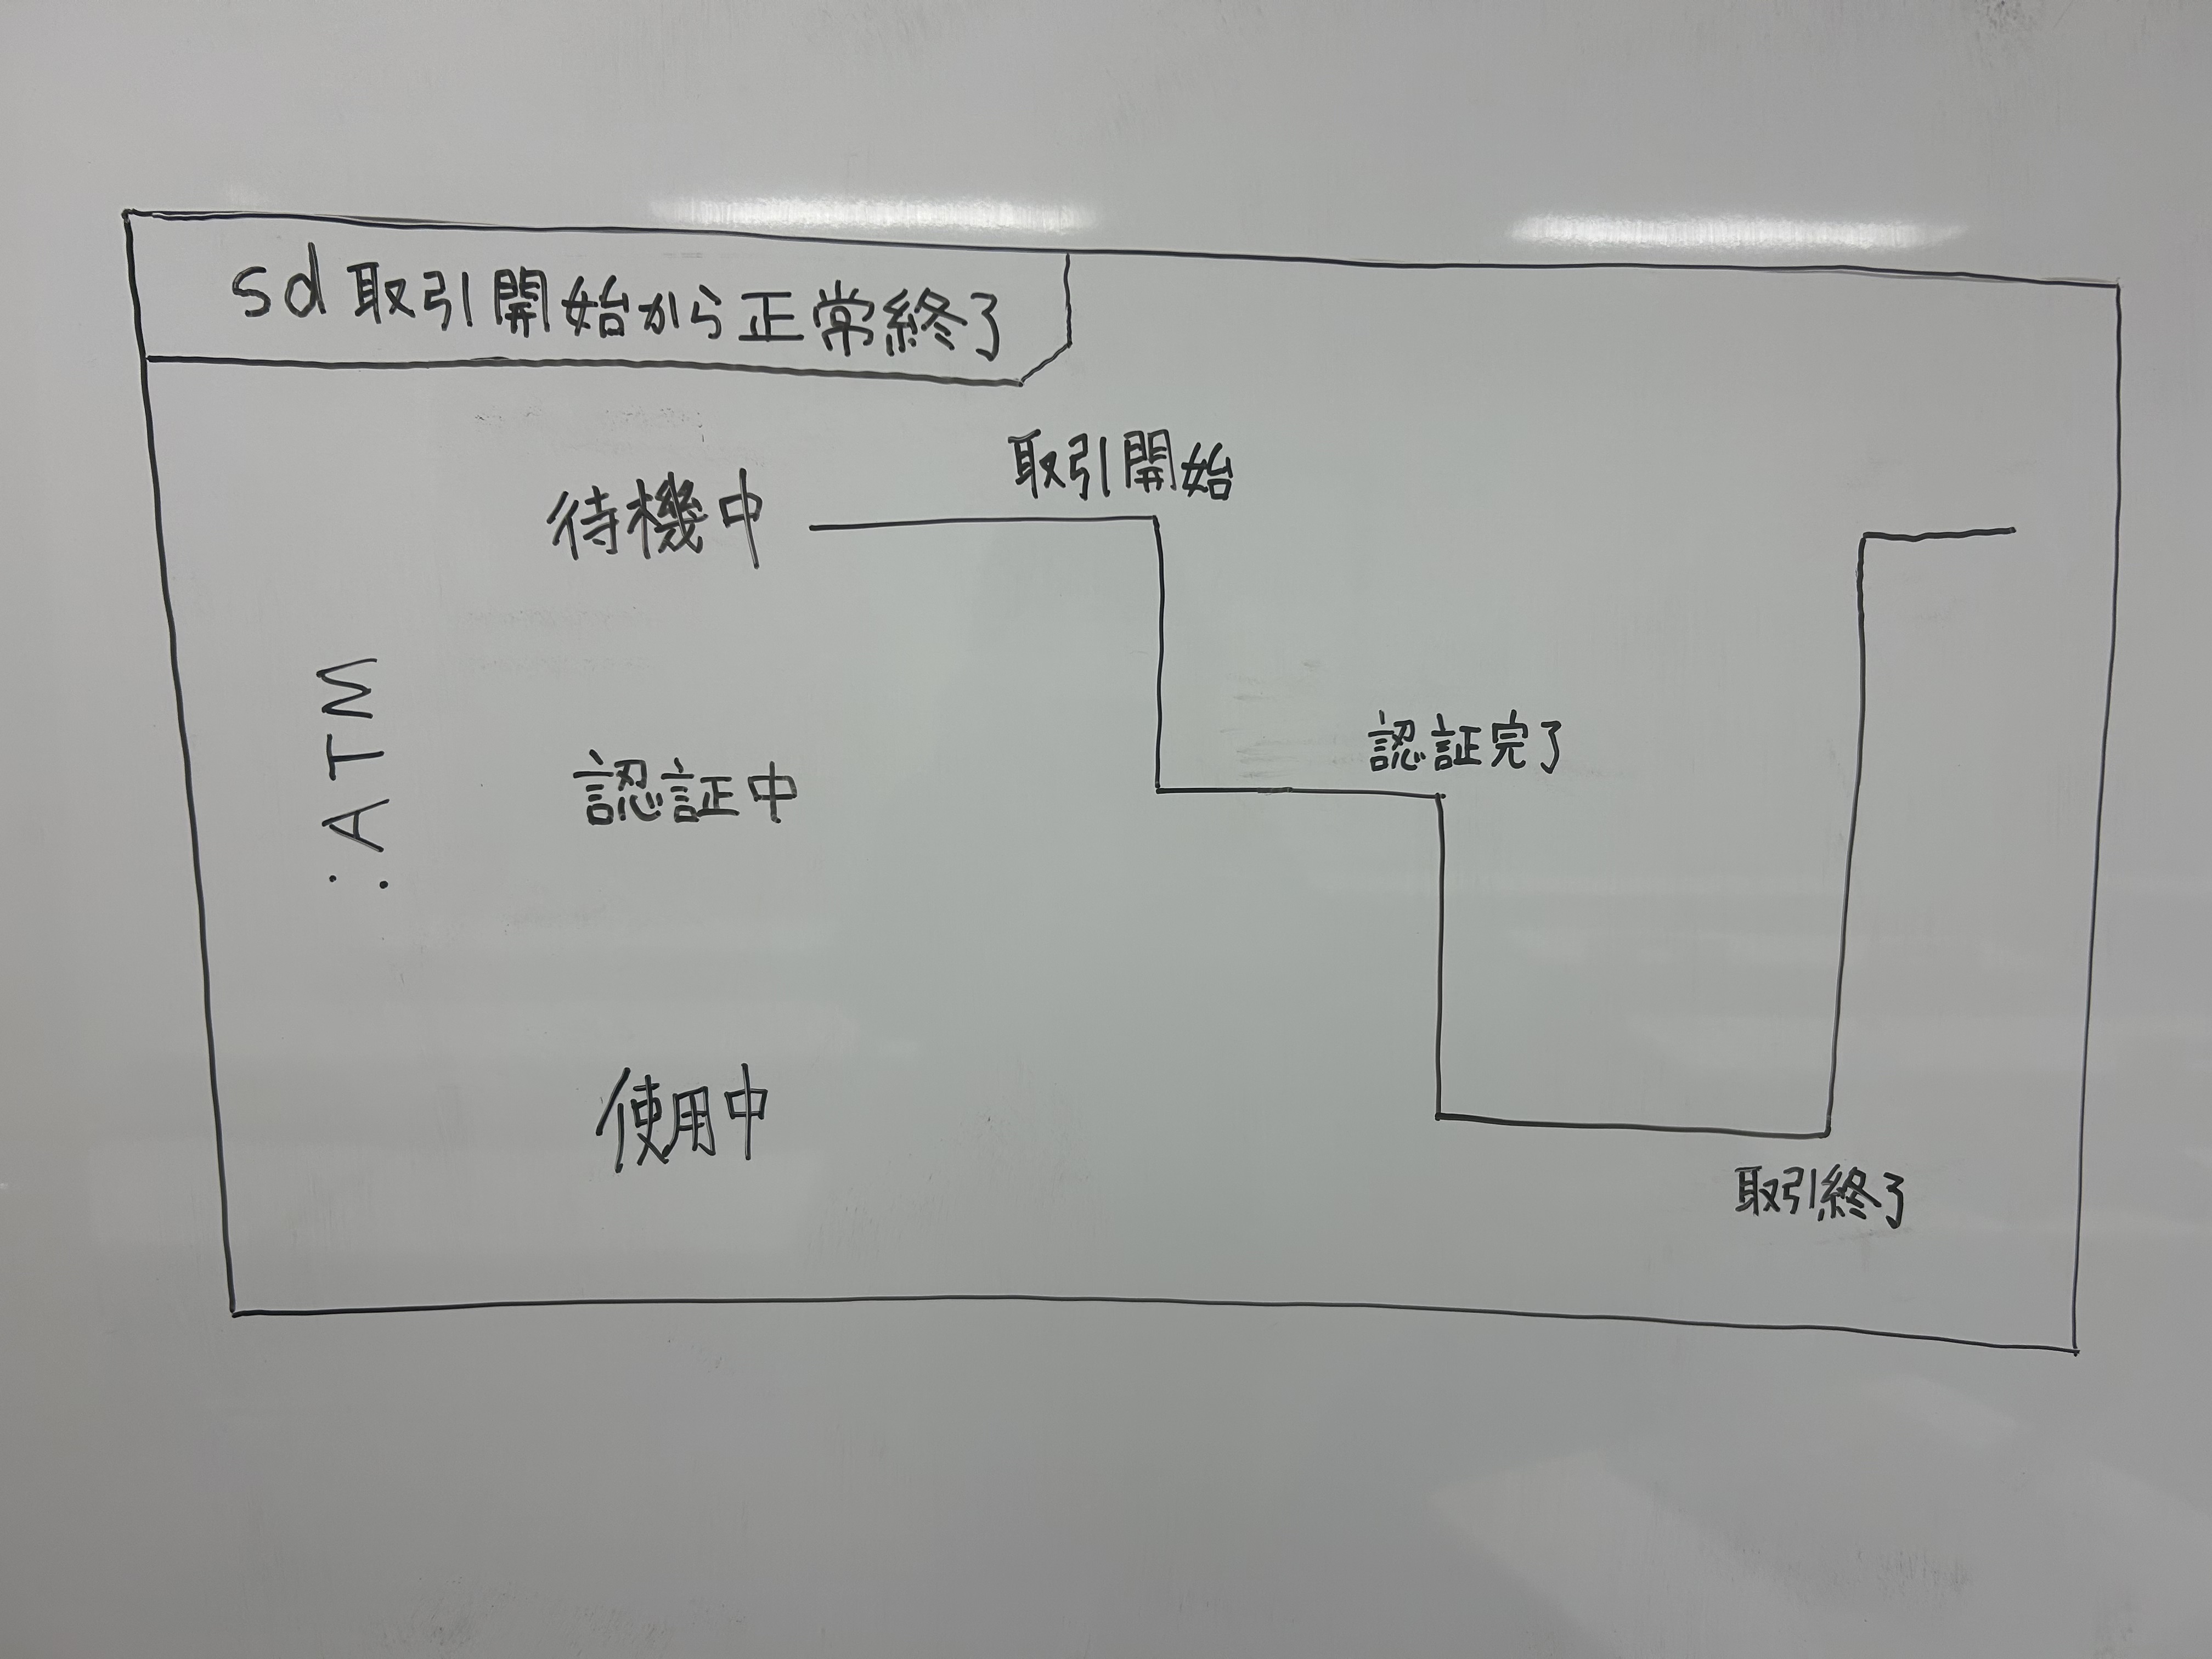 sd 取引開始から正常終了
取引開始
待機中
:ATM
認証完了
認証中
使用中
取引終了